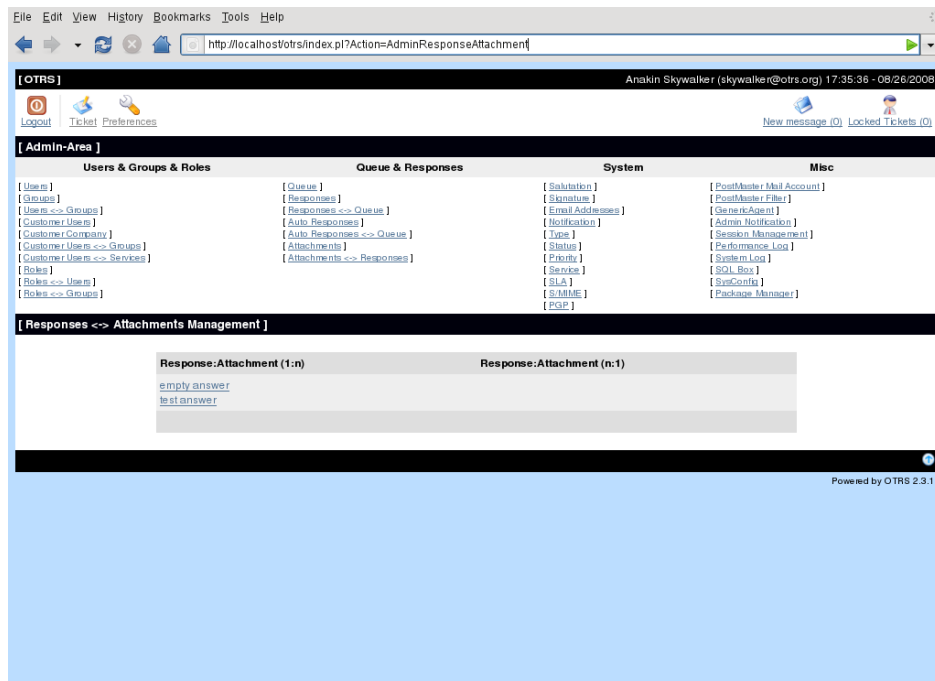 File Edit View History Bookmarks Tools Help
http://localhost/otrs/index.pl?Action=AdminResponseAttachment
[ OTRS ]
Anakin Skywalker (skywalker@otrs.org) 17:35:36 - 08/26/2008
Logout Ticket Preferences
New message (0) Locked Tickets (0)
[ Admin-Area ]
Users & Groups & Roles Queue & Responses System Misc
[ Users ] [ Queue ] [ Salutation ] [ PostMaster Mail Account ]
[ Groups ] [ Responses ] [ Signature ] [ PostMaster Filter ]
[ Users <-> Groups ] [ Responses <-> Queue ] [ Email Addresses ] [ GenericAgent ]
[ Customer Users ] [ Auto Responses ] [ Notification ] [ Admin Notification ]
[ Customer Company ] [ Auto Responses <-> Queue ] [ Type ] [ Session Management ]
[ Customer Users <-> Groups ] [ Attachments ] [ Status ] [ Performance Log ]
[ Customer Users <-> Services ] [ Attachments <-> Responses ] [ Priority ] [ System Log ]
[ Roles ] [ Service ] [ SQL Box ]
[ Roles <-> Users ] [ SLA ] [ SysConfig ]
[ Roles <-> Groups ] [ S/MIME ] [ Package Manager ]
[ PGP ]
[ Responses <-> Attachments Management ]
Response:Attachment (1:n) Response:Attachment (n:1)
empty answer
test answer
Powered by OTRS 2.3.1